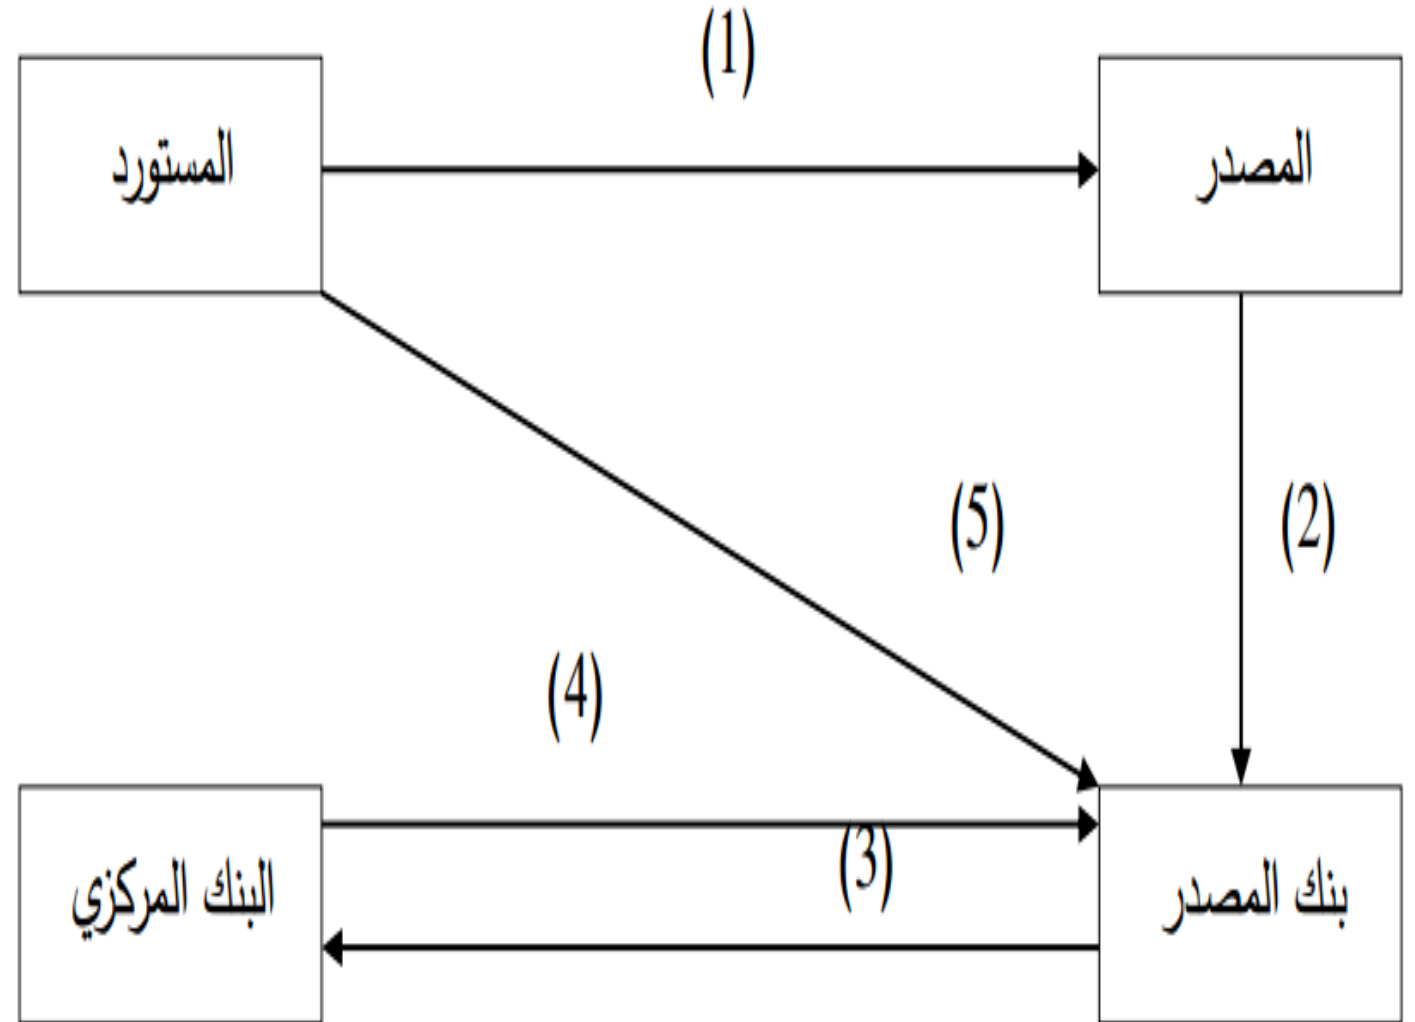 (1)
المصدر
المستورد
(2)
(5)
(4)
(3)
بنك المصدر
البنك المركزي